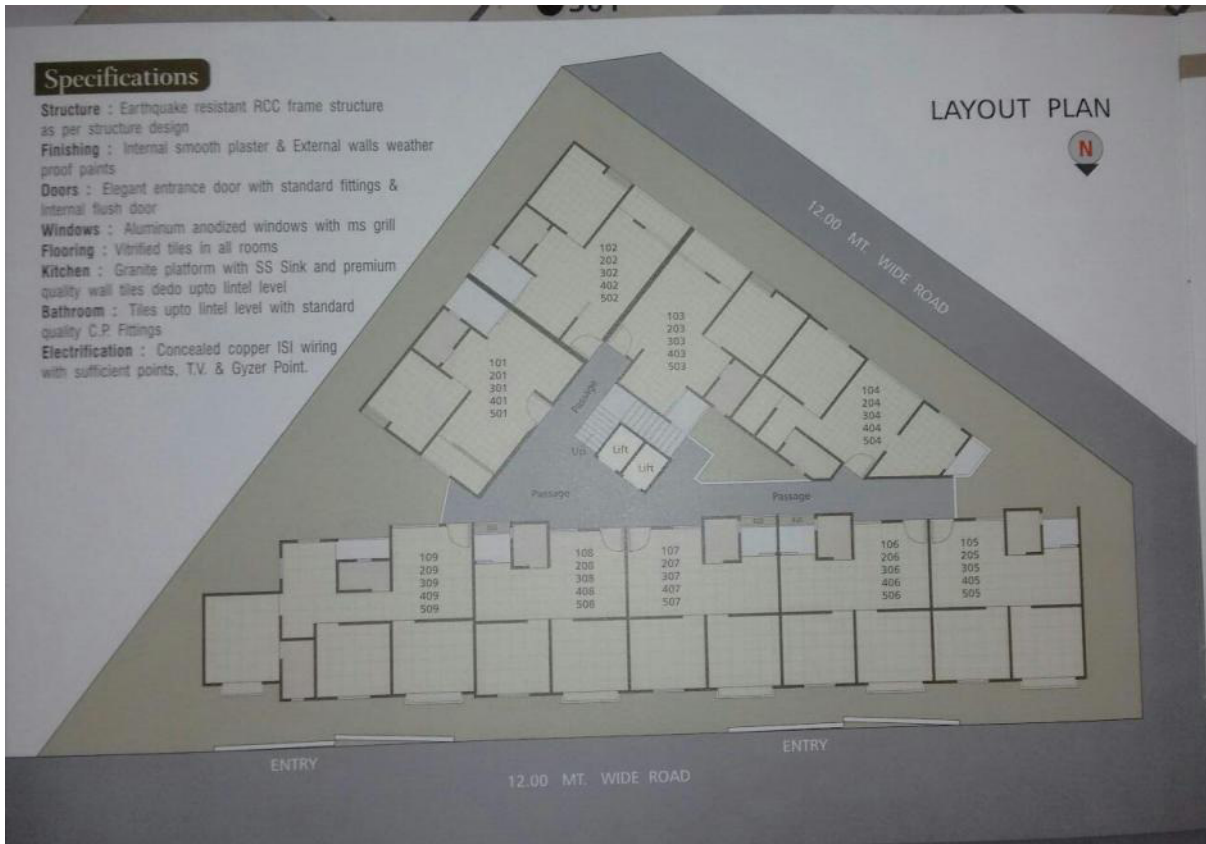 Specifications
Structure : Earthquake resistant RCC frame structure
as per structure design
Finishing : Internal smooth plaster & External walls weather
proof paints
Doors : Elegant entrance door with standard fittings &
internal flush door
Windows : Aluminum anodized windows with ms grill
Flooring : Vitrified tiles in all rooms
Kitchen : Granite platform with SS Sink and premium
quality wall tiles dedo upto lintel level
Bathroom : Tiles upto lintel level with standard
quality C.P. Fittings
Electrification : Concealed copper ISI wiring
with sufficient points, T.V. & Gyzer Point.
LAYOUT PLAN
N
12.00 MT. WIDE ROAD
102
202
302
402
502
103
203
303
403
503
101
201
301
401
501
104
204
304
404
504
Passage
Up
Lift
Lift
Passage
Passage
109
209
309
409
509
108
208
308
408
508
107
207
307
407
507
106
206
306
406
506
105
205
305
405
505
ENTRY
ENTRY
12.00 MT. WIDE ROAD